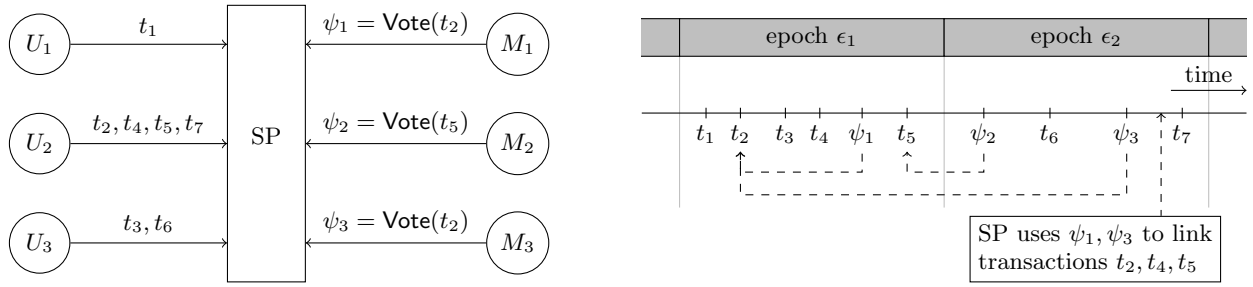 U₁
t₁
SP
ψ₁ = Vote(t₂)
M₁
U₂
t₂, t₄, t₅, t₇
ψ₂ = Vote(t₅)
M₂
U₃
t₃, t₆
ψ₃ = Vote(t₂)
M₃
epoch ϵ₁
epoch ϵ₂
time
t₁ t₂ t₃ t₄ ψ₁ t₅ ψ₂ t₆ ψ₃ t₇
SP uses ψ₁, ψ₃ to link
transactions t₂, t₄, t₅